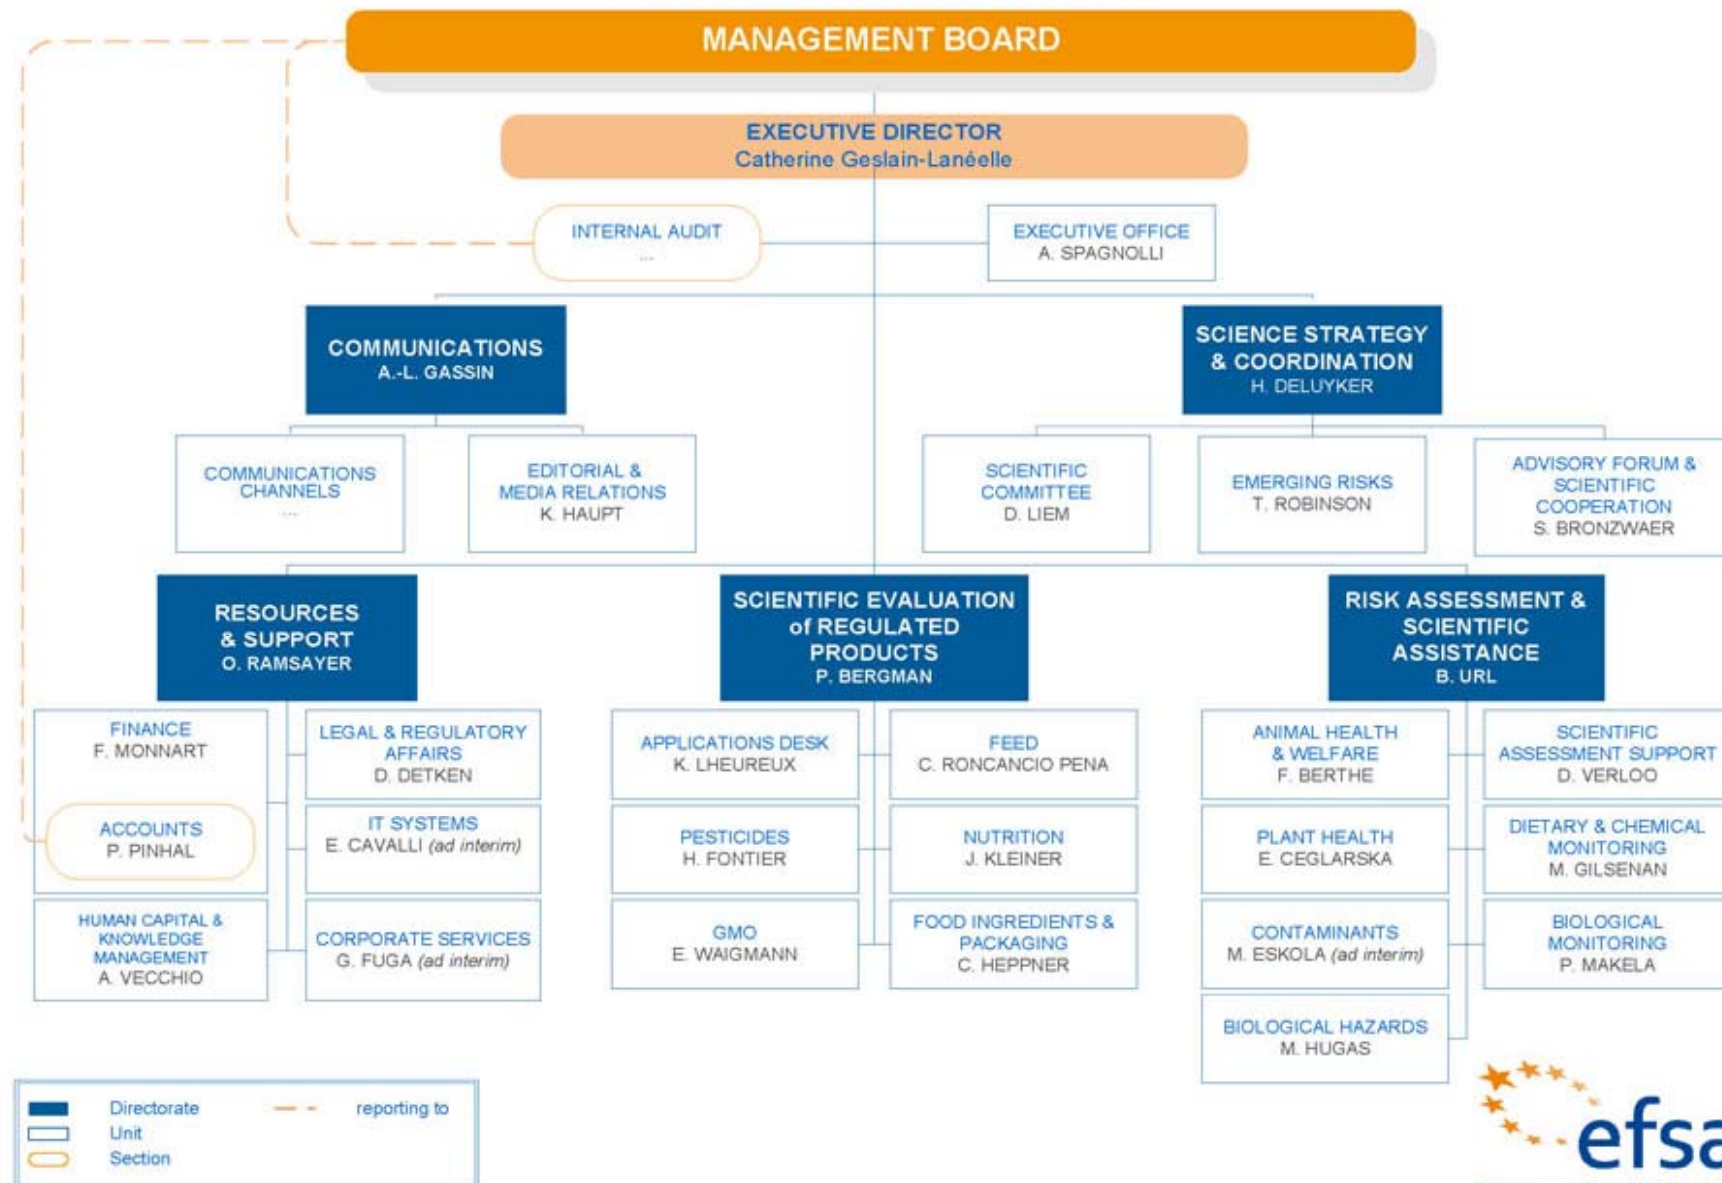 MANAGEMENT BOARD
EXECUTIVE DIRECTOR
Catherine Geslain-Lanéelle
INTERNAL AUDIT
...
EXECUTIVE OFFICE
A. SPAGNOLLI
COMMUNICATIONS
A.-L. GASSIN
SCIENCE STRATEGY
& COORDINATION
H. DELUYKER
COMMUNICATIONS
CHANNELS
...
EDITORIAL &
MEDIA RELATIONS
K. HAUPT
SCIENTIFIC
COMMITTEE
D. LIEM
EMERGING RISKS
T. ROBINSON
ADVISORY FORUM &
SCIENTIFIC
COOPERATION
S. BRONZWAER
RESOURCES
& SUPPORT
O. RAMSAYER
SCIENTIFIC EVALUATION
of REGULATED
PRODUCTS
P. BERGMAN
RISK ASSESSMENT &
SCIENTIFIC
ASSISTANCE
B. URL
FINANCE
F. MONNART
ACCOUNTS
P. PINHAL
HUMAN CAPITAL &
KNOWLEDGE
MANAGEMENT
A. VECCHIO
LEGAL & REGULATORY
AFFAIRS
D. DETKEN
IT SYSTEMS
E. CAVALLI (ad interim)
CORPORATE SERVICES
G. FUGA (ad interim)
APPLICATIONS DESK
K. LHEUREUX
PESTICIDES
H. FONTIER
GMO
E. WAIGMANN
FEED
C. RONCANCIO PENA
NUTRITION
J. KLEINER
FOOD INGREDIENTS &
PACKAGING
C. HEPPNER
ANIMAL HEALTH
& WELFARE
F. BERTHE
PLANT HEALTH
E. CEGLARSKA
CONTAMINANTS
M. ESKOLA (ad interim)
BIOLOGICAL HAZARDS
M. HUGAS
SCIENTIFIC
ASSESSMENT SUPPORT
D. VERLOO
DIETARY & CHEMICAL
MONITORING
M. GILSENAN
BIOLOGICAL
MONITORING
P. MAKELA
Directorate
reporting to
Unit
Section
efsa